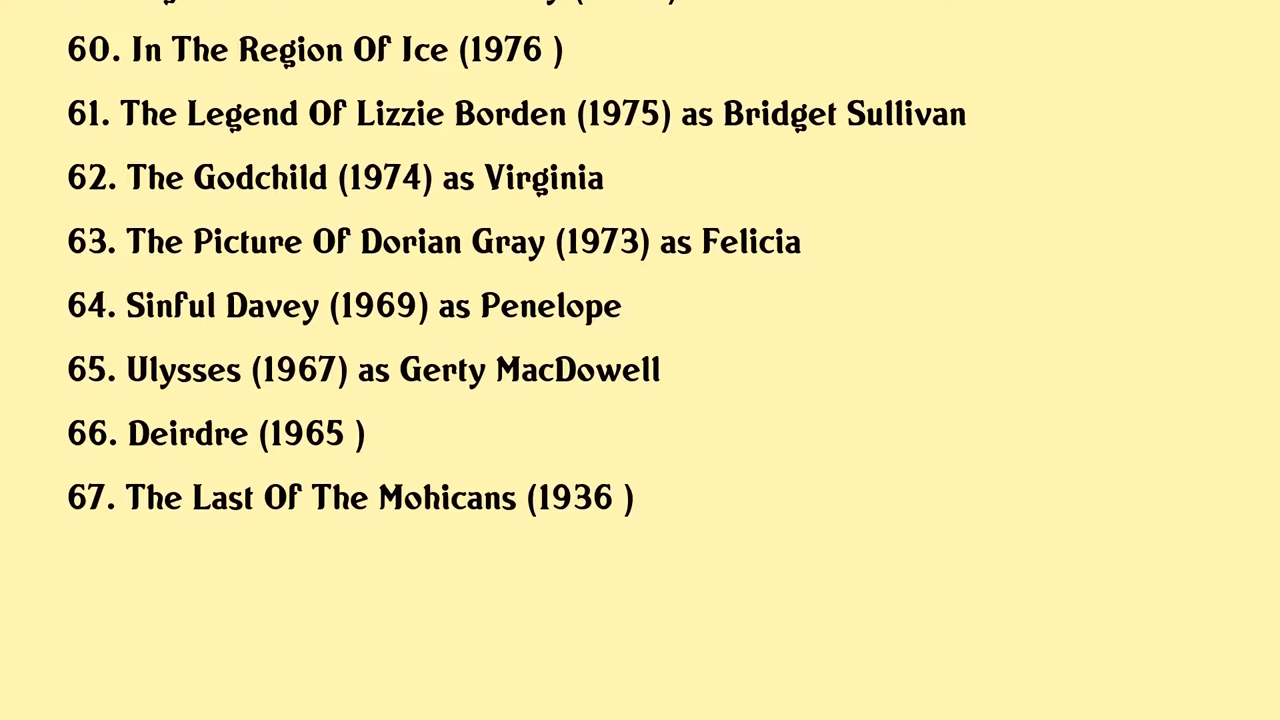 60. In The Region Of Ice (1976 )
61. The Legend Of Lizzie Borden (1975) as Bridget Sullivan
62. The Godchild (1974) as Virginia
63. The Picture Of Dorian Gray (1973) as Felicia
64. Sinful Davey (1969) as Penelope
65. Ulysses (1967) as Gerty MacDowell
66. Deirdre (1965 )
67. The Last Of The Mohicans (1936 )